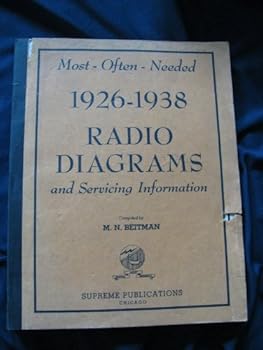 Most - Often - Needed
1926-1938
RADIO
DIAGRAMS
and Servicing Information
Compiled by
M. N. BEITMAN
SUPREME PUBLICATIONS
CHICAGO